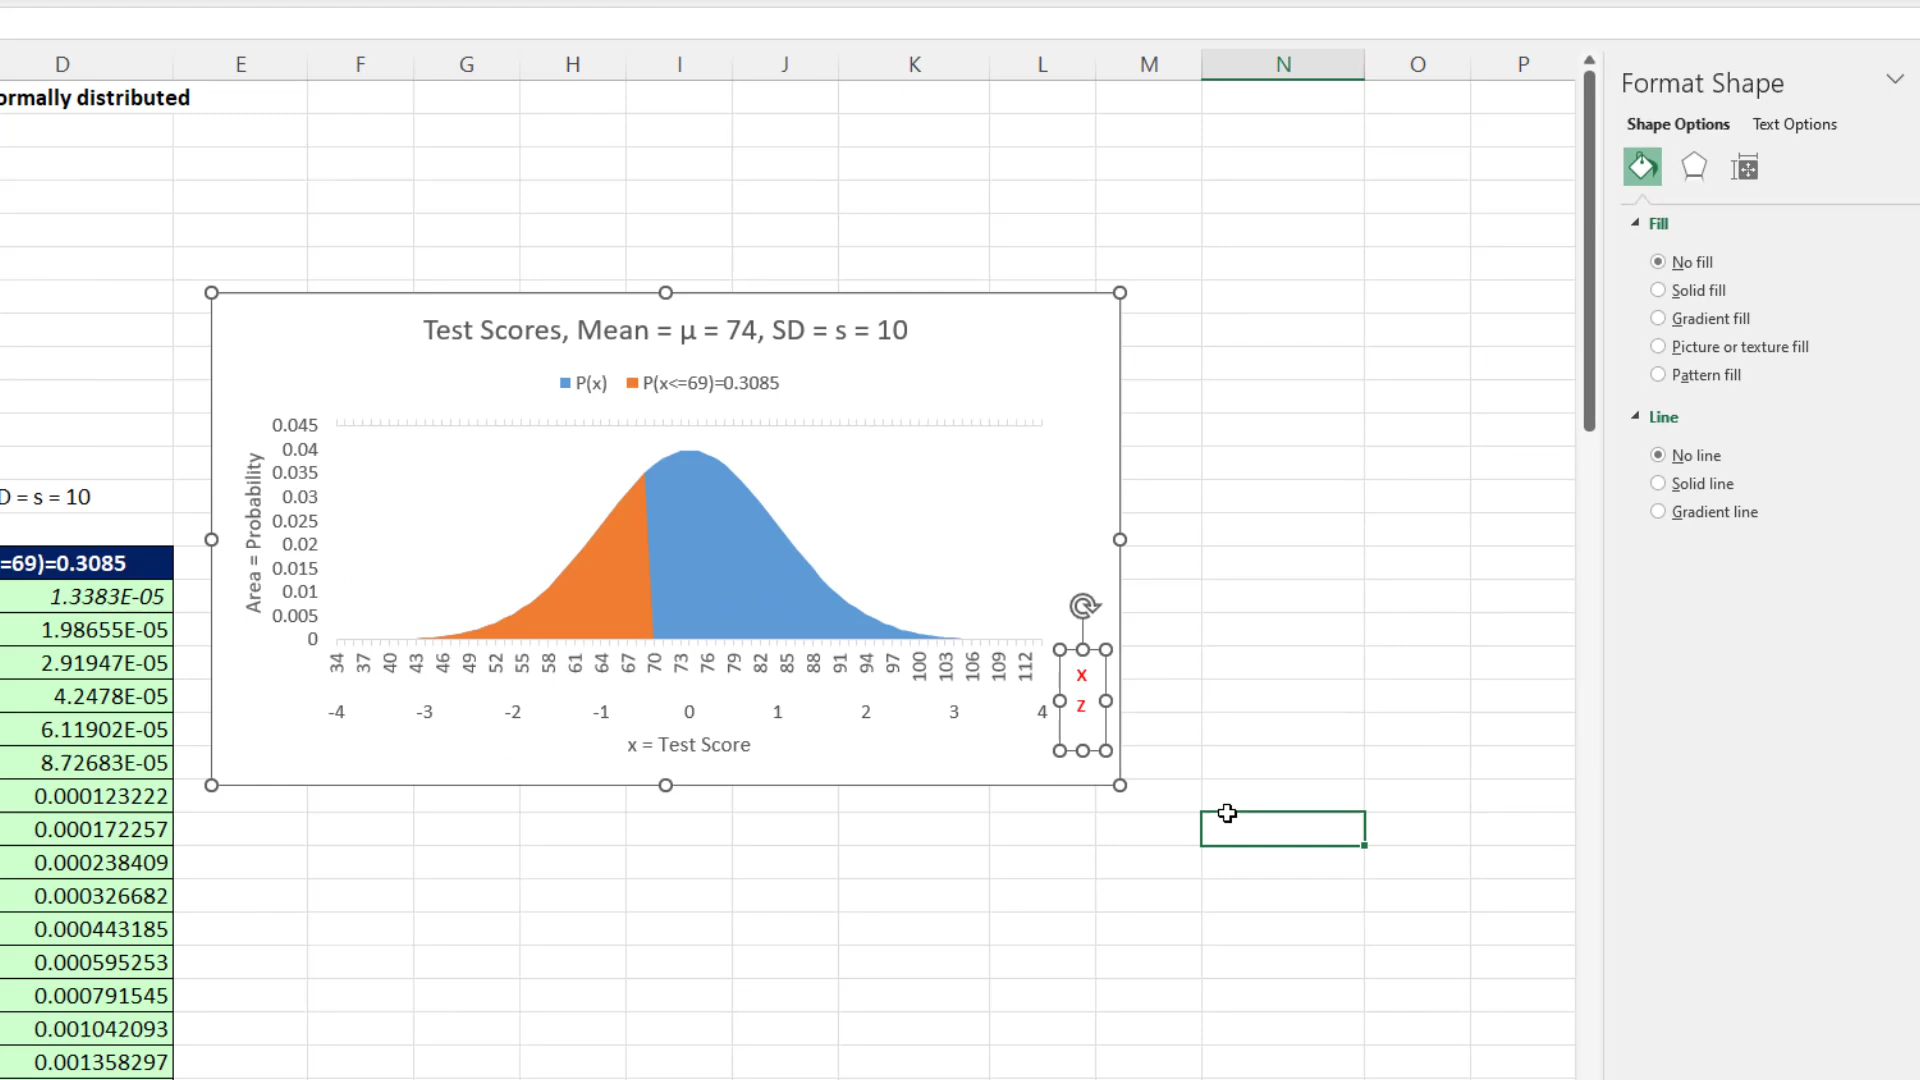 D E F G H I J K L M N O P
ormally distributed
D = s = 10
=69)=0.3085
1.3383E-05
1.98655E-05
2.91947E-05
4.2478E-05
6.11902E-05
8.72683E-05
0.000123222
0.000172257
0.000238409
0.000326682
0.000443185
0.000595253
0.000791545
0.001042093
0.001358297
Test Scores, Mean = μ = 74, SD = s = 10
P(x) P(x<=69)=0.3085
Area = Probability
0.045
0.04
0.035
0.03
0.025
0.02
0.015
0.01
0.005
0
34 37 40 43 46 49 52 55 58 61 64 67 70 73 76 79 82 85 88 91 94 97 100 103 106 109 112
X
-4 -3 -2 -1 0 1 2 3 4
Z
x = Test Score
Format Shape
Shape Options Text Options
Fill
No fill
Solid fill
Gradient fill
Picture or texture fill
Pattern fill
Line
No line
Solid line
Gradient line